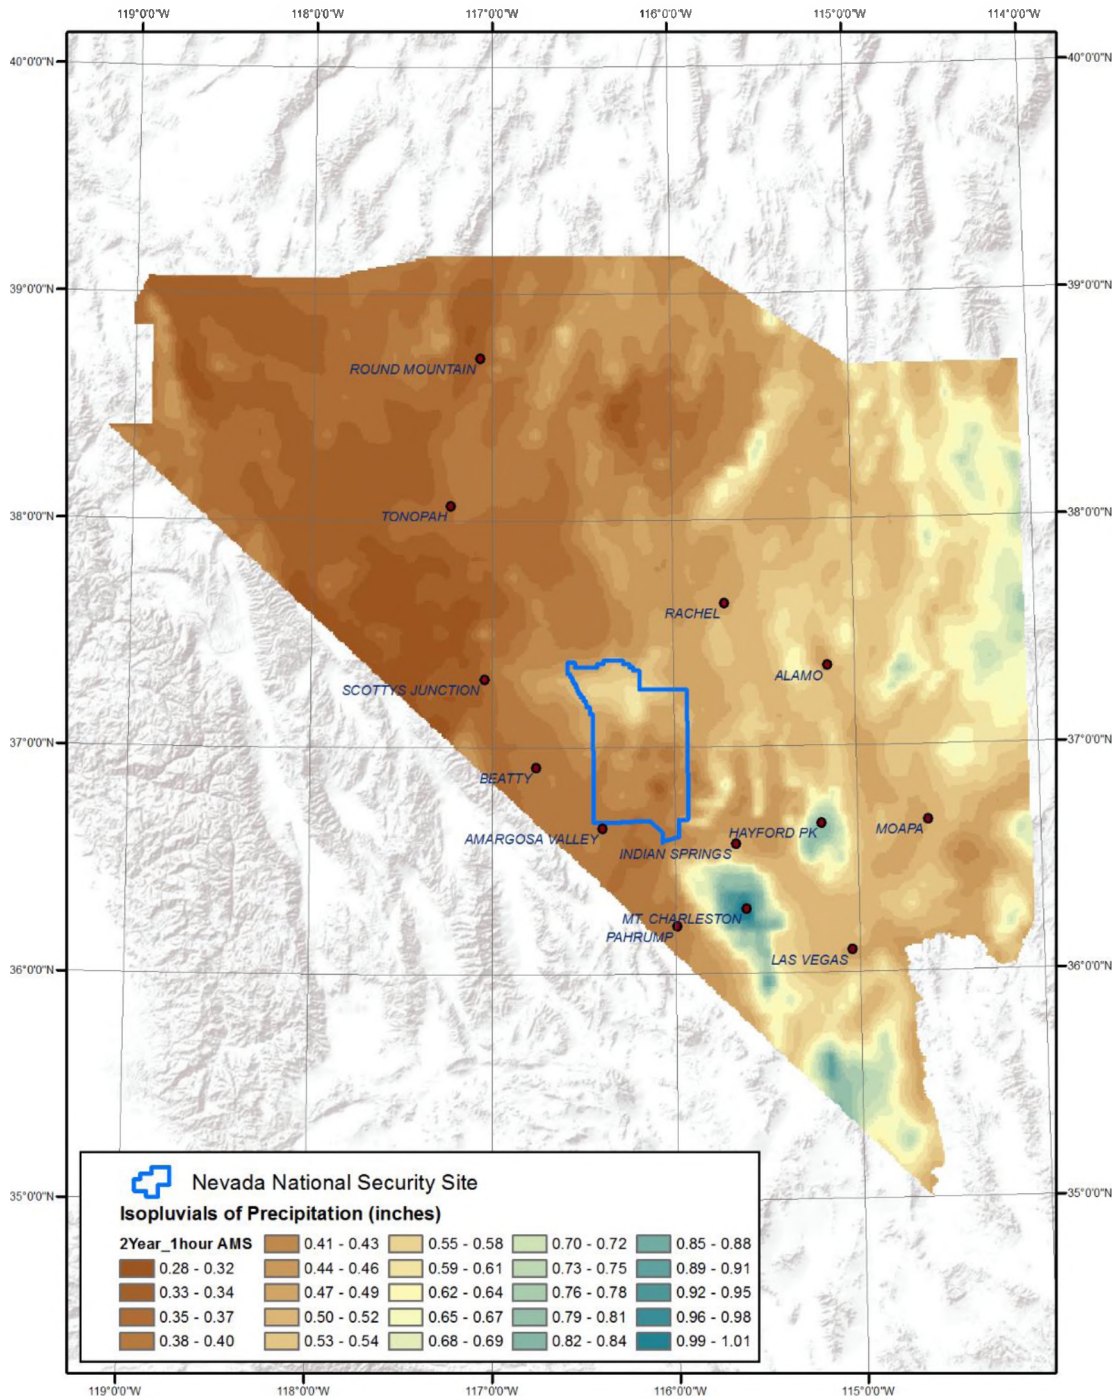 119°0'0"W 118°0'0"W 117°0'0"W 116°0'0"W 115°0'0"W 114°0'0"W
40°0'0"N 40°0'0"N
39°0'0"N 39°0'0"N
ROUND MOUNTAIN
38°0'0"N 38°0'0"N
TONOPAH
RACHEL
ALAMO
SCOTTYS JUNCTION
37°0'0"N 37°0'0"N
BEATTY
AMARGOSA VALLEY
HAYFORD PK
MOAPA
INDIAN SPRINGS
MT. CHARLESTON
PAHRUMP
LAS VEGAS
36°0'0"N 36°0'0"N
35°0'0"N 35°0'0"N
Nevada National Security Site
Isopluvials of Precipitation (inches)
2Year_1hour AMS 0.41 - 0.43 0.55 - 0.58 0.70 - 0.72 0.85 - 0.88
0.28 - 0.32 0.44 - 0.46 0.59 - 0.61 0.73 - 0.75 0.89 - 0.91
0.33 - 0.34 0.47 - 0.49 0.62 - 0.64 0.76 - 0.78 0.92 - 0.95
0.35 - 0.37 0.50 - 0.52 0.65 - 0.67 0.79 - 0.81 0.96 - 0.98
0.38 - 0.40 0.53 - 0.54 0.68 - 0.69 0.82 - 0.84 0.99 - 1.01
119°0'0"W 118°0'0"W 117°0'0"W 116°0'0"W 115°0'0"W